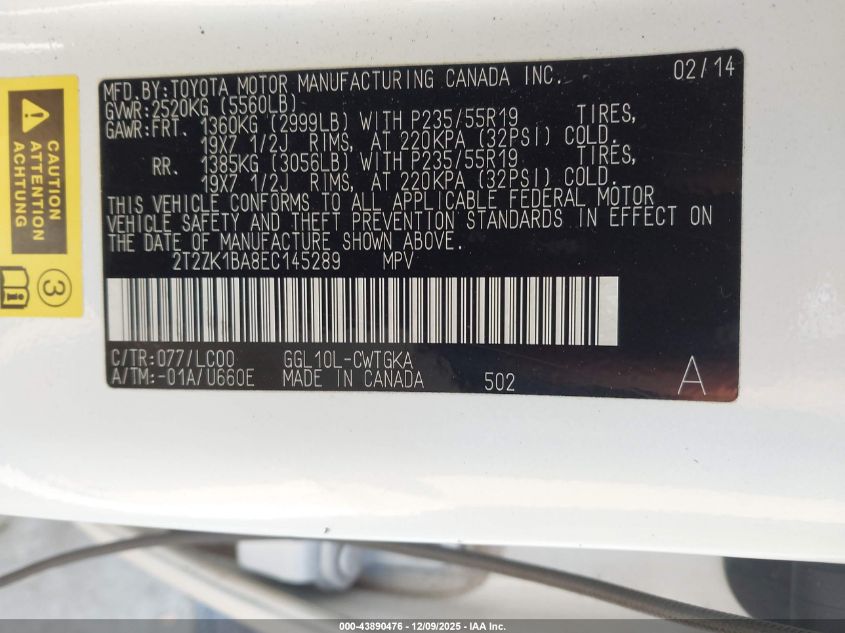 CAUTION
ATTENTION
ACHTUNG
3
MFD.BY:TOYOTA MOTOR MANUFACTURING CANADA INC. 02/14
GVWR:2520KG (5560LB)
GAWR:FRT. 1360KG (2999LB) WITH P235/55R19 TIRES,
19X7 1/2J RIMS, AT 220KPA (32PSI) COLD.
RR. 1385KG (3056LB) WITH P235/55R19 TIRES,
19X7 1/2J RIMS, AT 220KPA (32PSI) COLD.
THIS VEHICLE CONFORMS TO ALL APPLICABLE FEDERAL MOTOR
VEHICLE SAFETY AND THEFT PREVENTION STANDARDS IN EFFECT ON
THE DATE OF MANUFACTURE SHOWN ABOVE.
2T2ZK1BA8EC145289 MPV
C/TR:077/LC00 GGL10L-CWTGKA
A/TM:-01A/U660E MADE IN CANADA 502 A
000-43890476 - 12/09/2025 - IAA Inc.